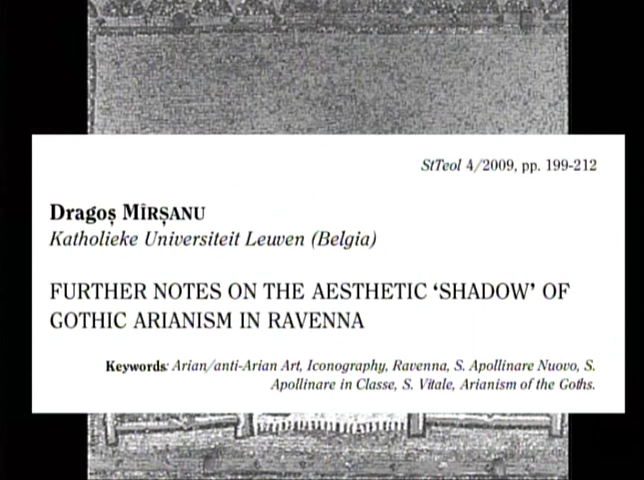 StTeol 4/2009, pp. 199-212
Dragoș MÎRȘANU
Katholieke Universiteit Leuven (Belgia)
FURTHER NOTES ON THE AESTHETIC ‘SHADOW’ OF
GOTHIC ARIANISM IN RAVENNA
Keywords: Arian/anti-Arian Art, Iconography, Ravenna, S. Apollinare Nuovo, S.
Apollinare in Classe, S. Vitale, Arianism of the Goths.